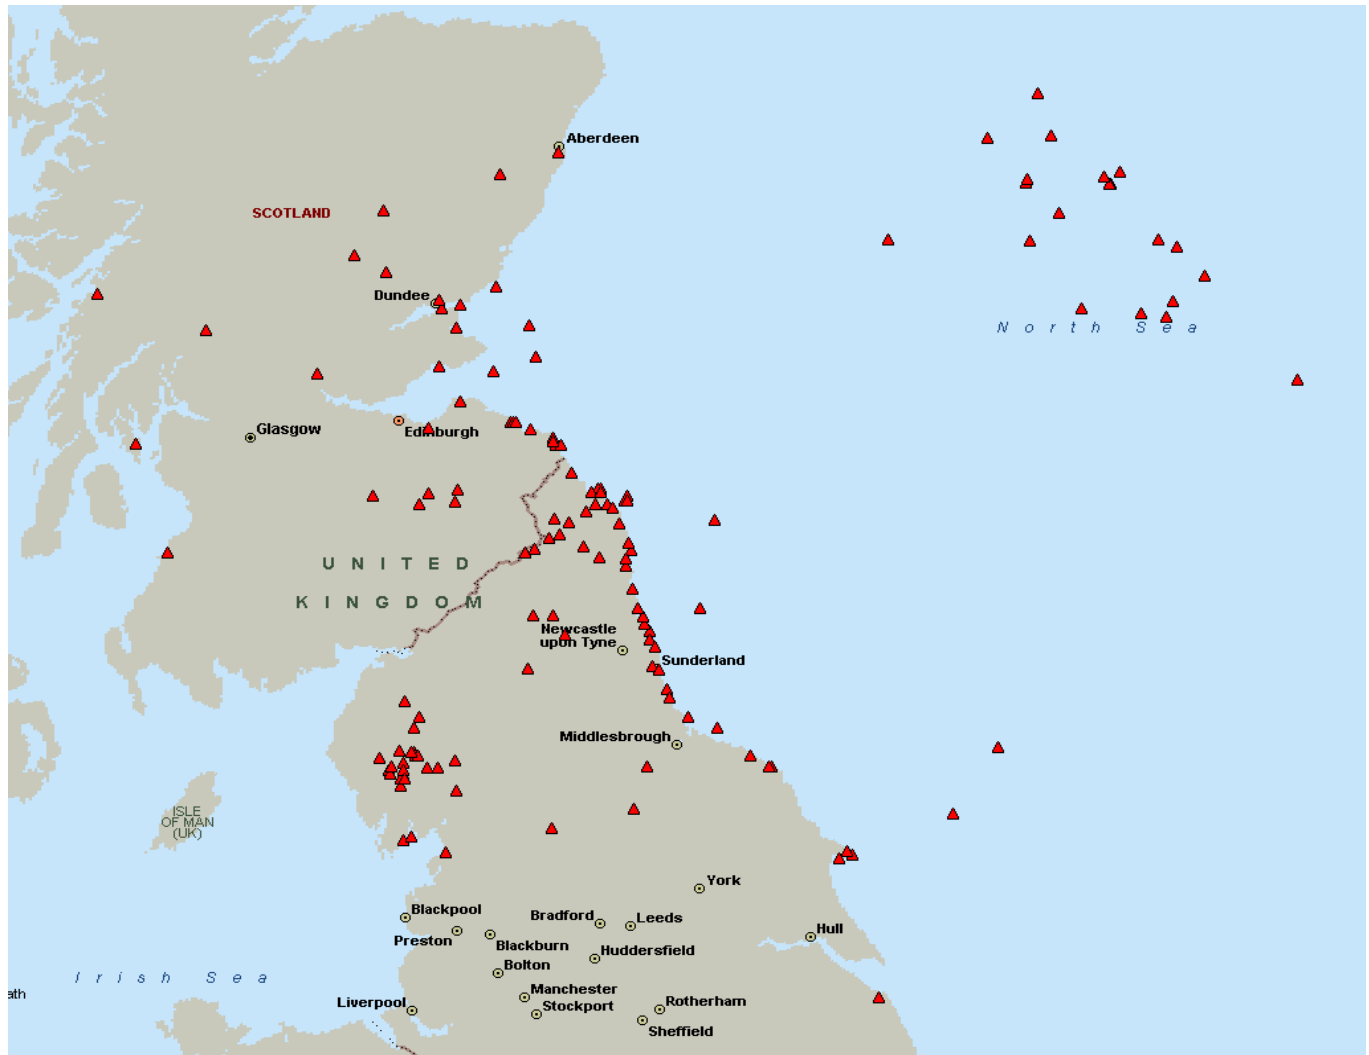 Aberdeen
SCOTLAND
Dundee
North Sea
Glasgow
Edinburgh
UNITED
KINGDOM
Newcastle
upon Tyne
Sunderland
Middlesbrough
ISLE
OF MAN
(UK)
York
Blackpool
Bradford
Leeds
Preston
Blackburn
Hull
Huddersfield
Bolton
Irish Sea
ath
Manchester
Liverpool
Stockport
Rotherham
Sheffield